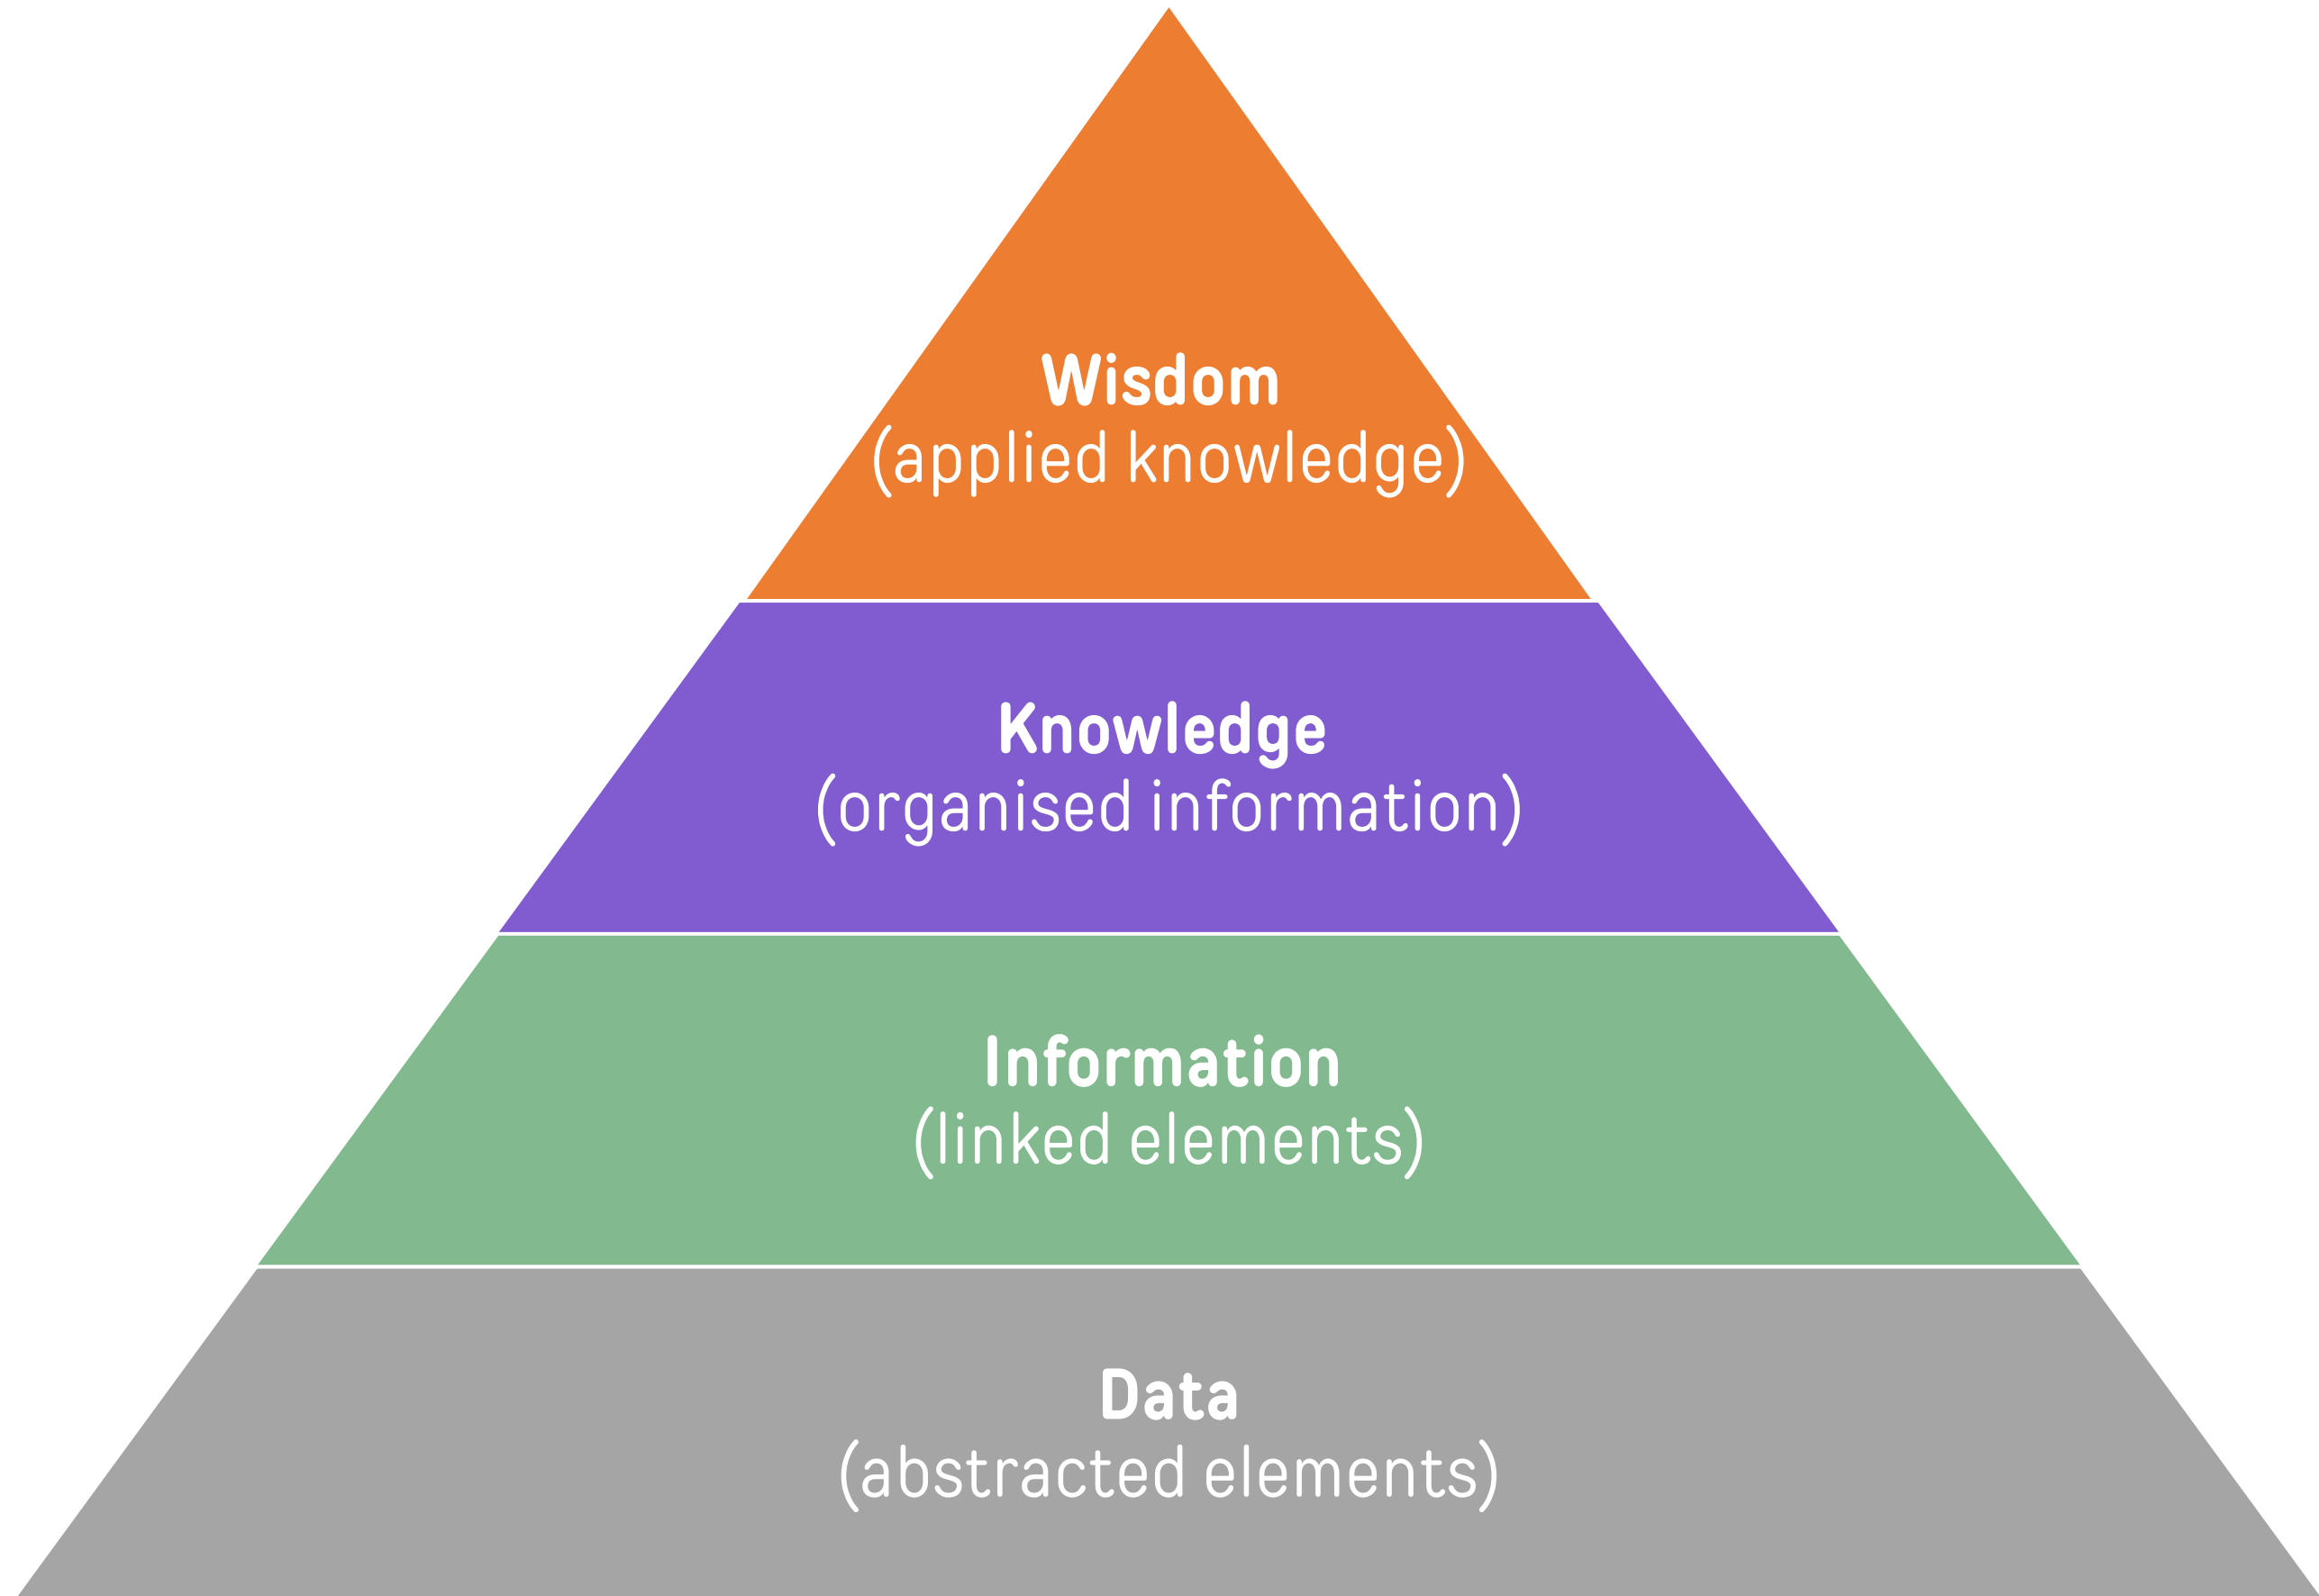 Wisdom
(applied knowledge)
Knowledge
(organised information)
Information
(linked elements)
Data
(abstracted elements)